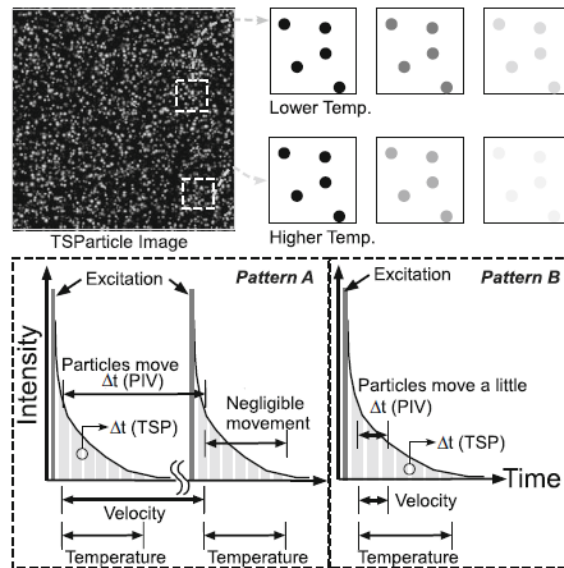 Lower Temp.
TSParticle Image
Higher Temp.
Excitation
Pattern A
Intensity
Particles move
Δt (PIV)
Negligible
movement
Δt (TSP)
Velocity
Temperature
Temperature
Pattern B
Excitation
Particles move a little
Δt (PIV)
Δt (TSP)
Time
Velocity
Temperature